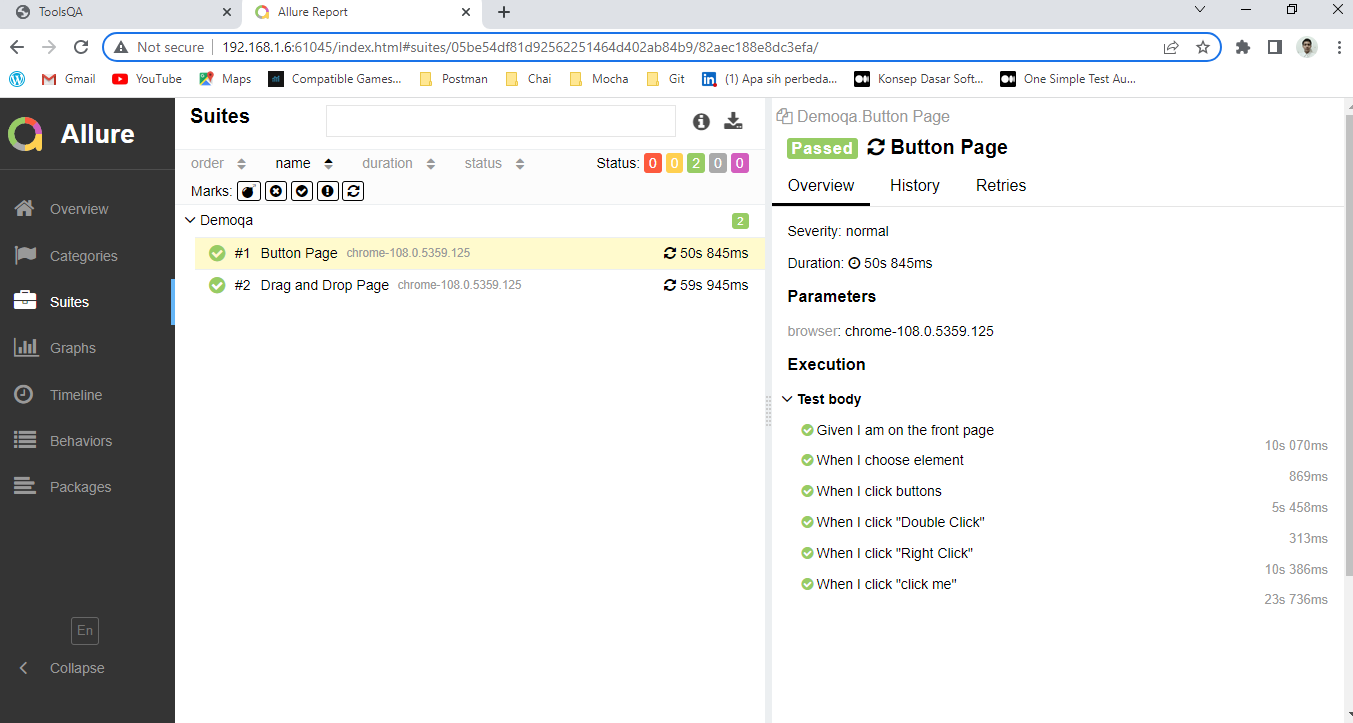 ToolsQA
Allure Report
Not secure
192.168.1.6:61045/index.html#suites/05be54df81d92562251464d402ab84b9/82aec188e8dc3efa/
Gmail YouTube Maps Compatible Games... Postman Chai Mocha Git (1) Apa sih perbeda... Konsep Dasar Soft... One Simple Test Au...
Allure
Overview
Categories
Suites
Graphs
Timeline
Behaviors
Packages
En
Collapse
Suites
order name duration status Status: 0 0 2 0 0
Marks:
Demoqa 2
#1 Button Page chrome-108.0.5359.125 50s 845ms
#2 Drag and Drop Page chrome-108.0.5359.125 59s 945ms
Demoqa.Button Page
Passed Button Page
Overview History Retries
Severity: normal
Duration: 50s 845ms
Parameters
browser: chrome-108.0.5359.125
Execution
Test body
Given I am on the front page
10s 070ms
When I choose element
869ms
When I click buttons
5s 458ms
When I click "Double Click"
313ms
When I click "Right Click"
10s 386ms
When I click "click me"
23s 736ms